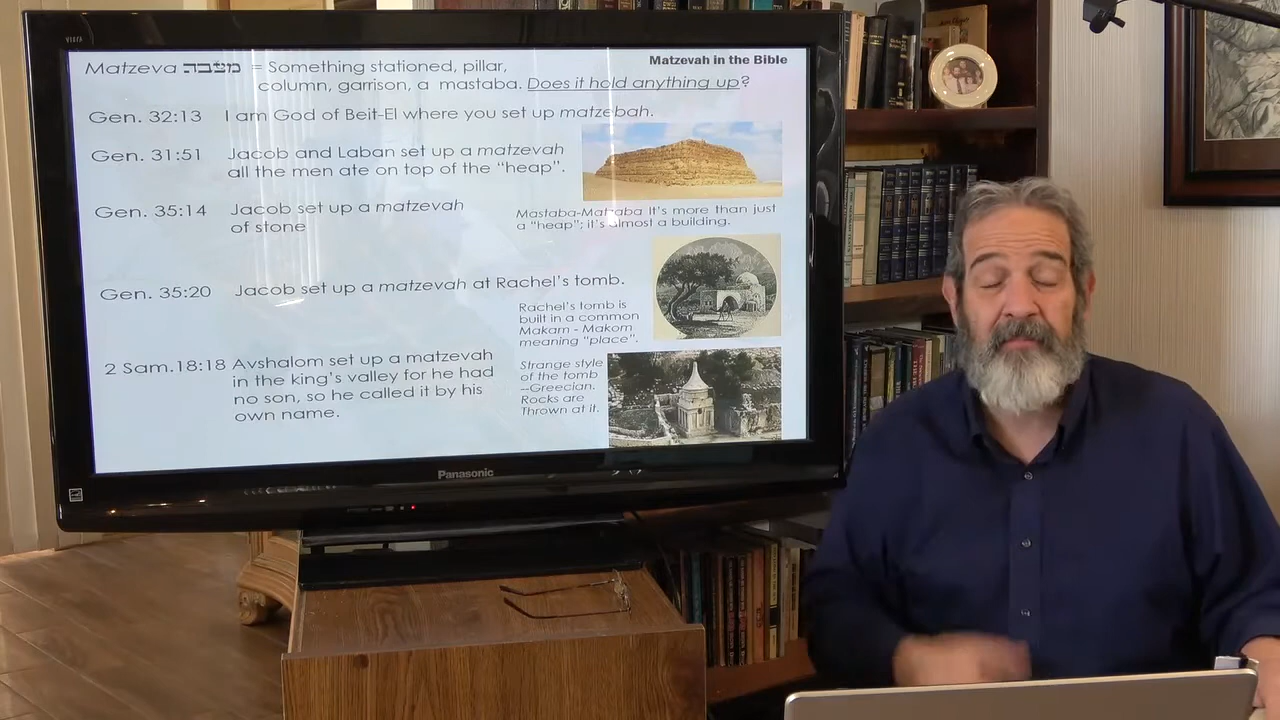 Matzevah in the Bible
Matzeva מצבה = Something stationed, pillar,
column, garrison, a mastaba. Does it hold anything up?
Gen. 32:13 I am God of Beit-El where you set up matzebah.
Gen. 31:51 Jacob and Laban set up a matzevah
all the men ate on top of the “heap”.
Gen. 35:14 Jacob set up a matzevah
of stone
Mastaba-Matzaba It’s more than just
a “heap”; it’s almost a building.
Gen. 35:20 Jacob set up a matzevah at Rachel’s tomb.
Rachel’s tomb is
built in a common
Makam - Makom
meaning “place”.
2 Sam.18:18 Avshalom set up a matzevah
in the king’s valley for he had
no son, so he called it by his
own name.
Strange style
of the tomb
–Greecian.
Rocks are
Thrown at it.
Panasonic